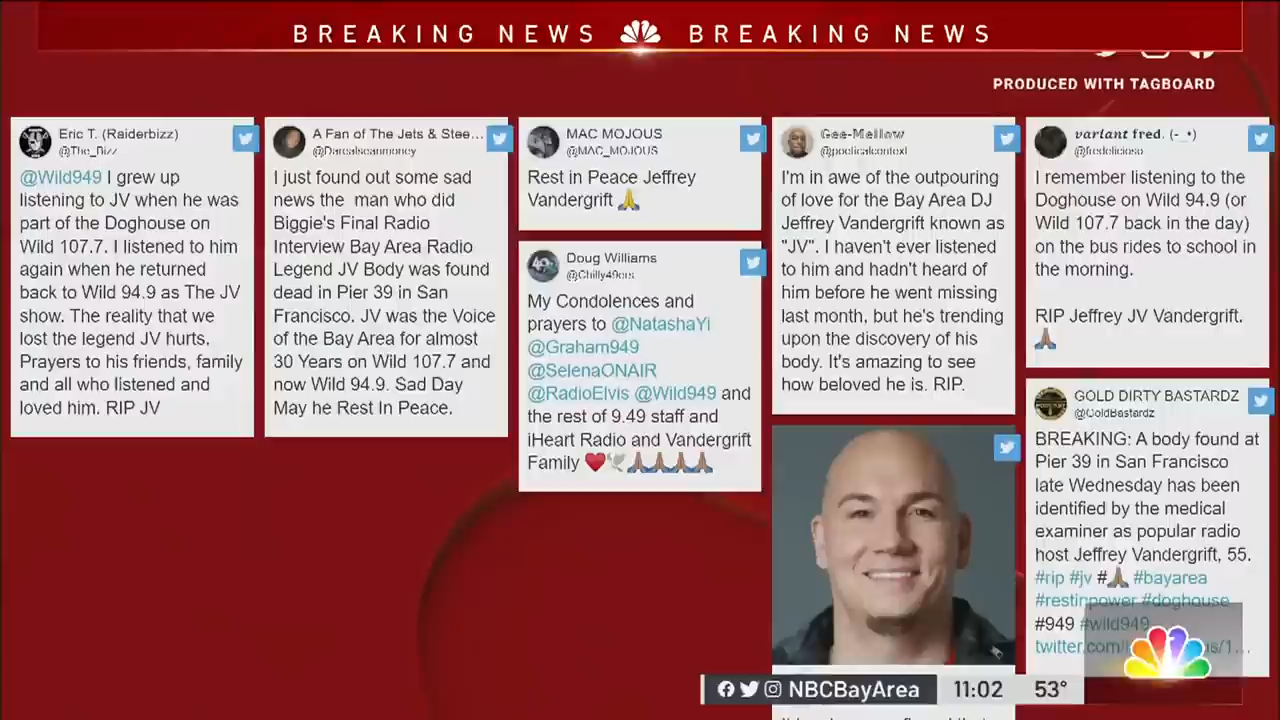 BREAKING NEWS BREAKING NEWS
PRODUCED WITH TAGBOARD
Eric T. (Raiderbizz)
@The_Bizz
@Wild949 I grew up
listening to JV when he was
part of the Doghouse on
Wild 107.7. I listened to him
again when he returned
back to Wild 94.9 as The JV
show. The reality that we
lost the legend JV hurts.
Prayers to his friends, family
and all who listened and
loved him. RIP JV
A Fan of The Jets & Stee...
@Darealseanmoney
I just found out some sad
news the man who did
Biggie's Final Radio
Interview Bay Area Radio
Legend JV Body was found
dead in Pier 39 in San
Francisco. JV was the Voice
of the Bay Area for almost
30 Years on Wild 107.7 and
now Wild 94.9. Sad Day
May he Rest In Peace.
MAC MOJOUS
@MAC_MOJOUS
Rest in Peace Jeffrey
Vandergrift 🙏
Doug Williams
@Chilly49ers
My Condolences and
prayers to @NatashaYi
@Graham949
@SelenaONAIR
@RadioElvis @Wild949 and
the rest of 9.49 staff and
iHeart Radio and Vandergrift
Family ❤️🕊️🙏🏽🙏🏽🙏🏽🙏🏽
Gee-Mellow
@poeticalcontext
I'm in awe of the outpouring
of love for the Bay Area DJ
Jeffrey Vandergrift known as
"JV". I haven't ever listened
to him and hadn't heard of
him before he went missing
last month, but he's trending
upon the discovery of his
body. It's amazing to see
how beloved he is. RIP.
variant fred. (-_•)
@fredelicioso
I remember listening to the
Doghouse on Wild 94.9 (or
Wild 107.7 back in the day)
on the bus rides to school in
the morning.
RIP Jeffrey JV Vandergrift.
🙏🏽
GOLD DIRTY BASTARDZ
@GoldBastardz
BREAKING: A body found at
Pier 39 in San Francisco
late Wednesday has been
identified by the medical
examiner as popular radio
host Jeffrey Vandergrift, 55.
#rip #jv #🙏🏽 #bayarea
#restinpower #doghouse
#949 #wild949
NBCBayArea 11:02 53°